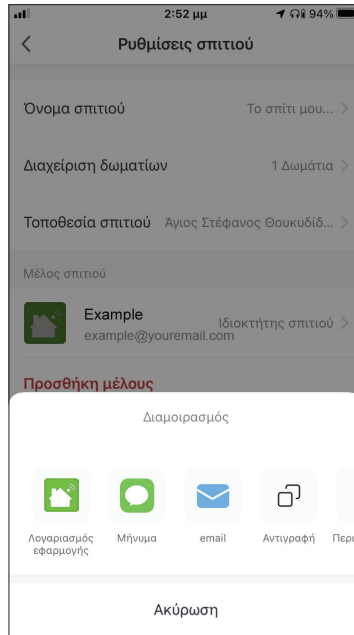 2:52 μμ 94%
Ρυθμίσεις σπιτιού
Όνομα σπιτιού Το σπίτι μου...
Διαχείριση δωματίων 1 Δωμάτια
Τοποθεσία σπιτιού Άγιος Στέφανος Θουκυδίδ...
Μέλος σπιτιού
Example
Ιδιοκτήτης σπιτιού
example@youremail.com
Προσθήκη μέλους
Διαμοιρασμός
Λογαριασμός εφαρμογής Μήνυμα email Αντιγραφή
Ακύρωση